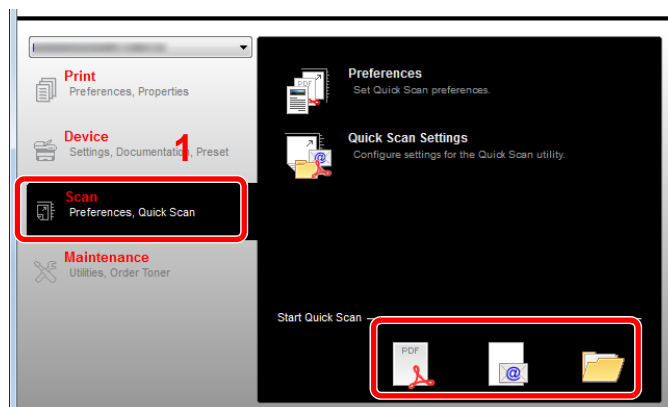 Print
Preferences, Properties
Device
Settings, Documentation, Preset
1
Scan
Preferences, Quick Scan
Maintenance
Utilities, Order Toner
Preferences
Set Quick Scan preferences.
Quick Scan Settings
Configure settings for the Quick Scan utility.
Start Quick Scan
PDF
@